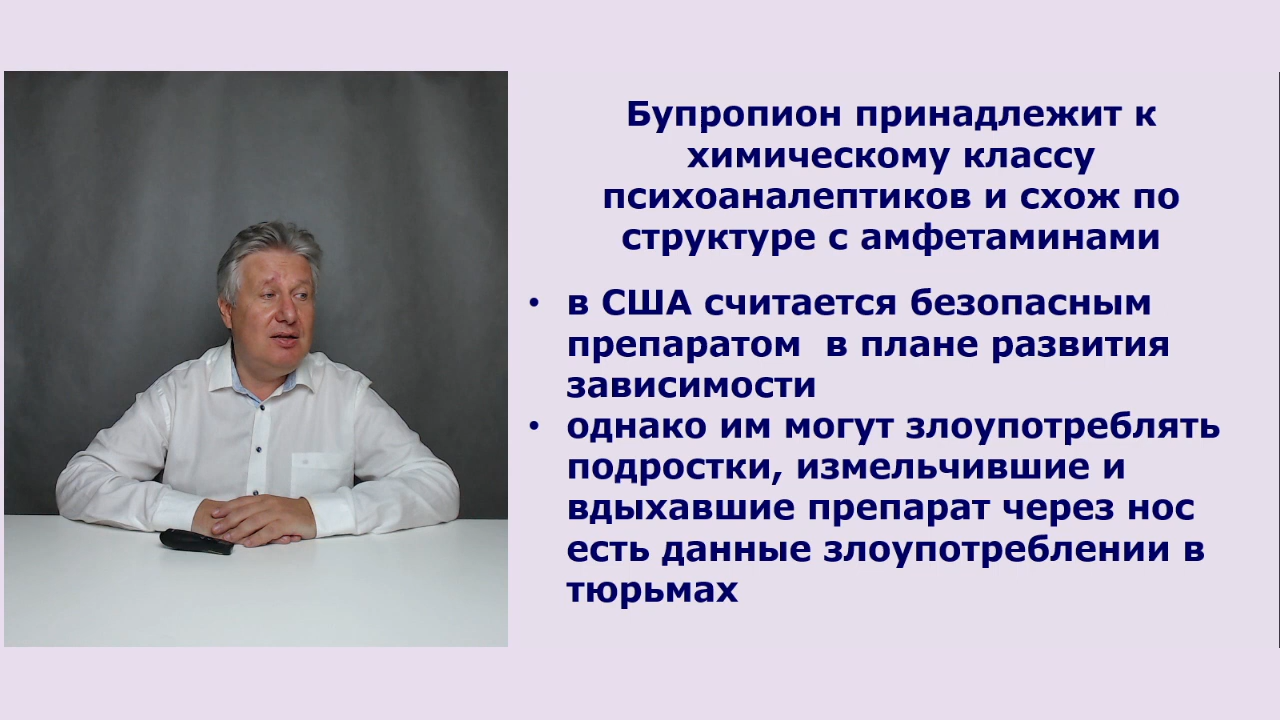 Бупропион принадлежит к
химическому классу
психоаналептиков и схож по
структуре с амфетаминами
• в США считается безопасным
препаратом  в плане развития
зависимости
• однако им могут злоупотреблять
подростки, измельчившие и
вдыхавшие препарат через нос
есть данные злоупотреблении в
тюрьмах